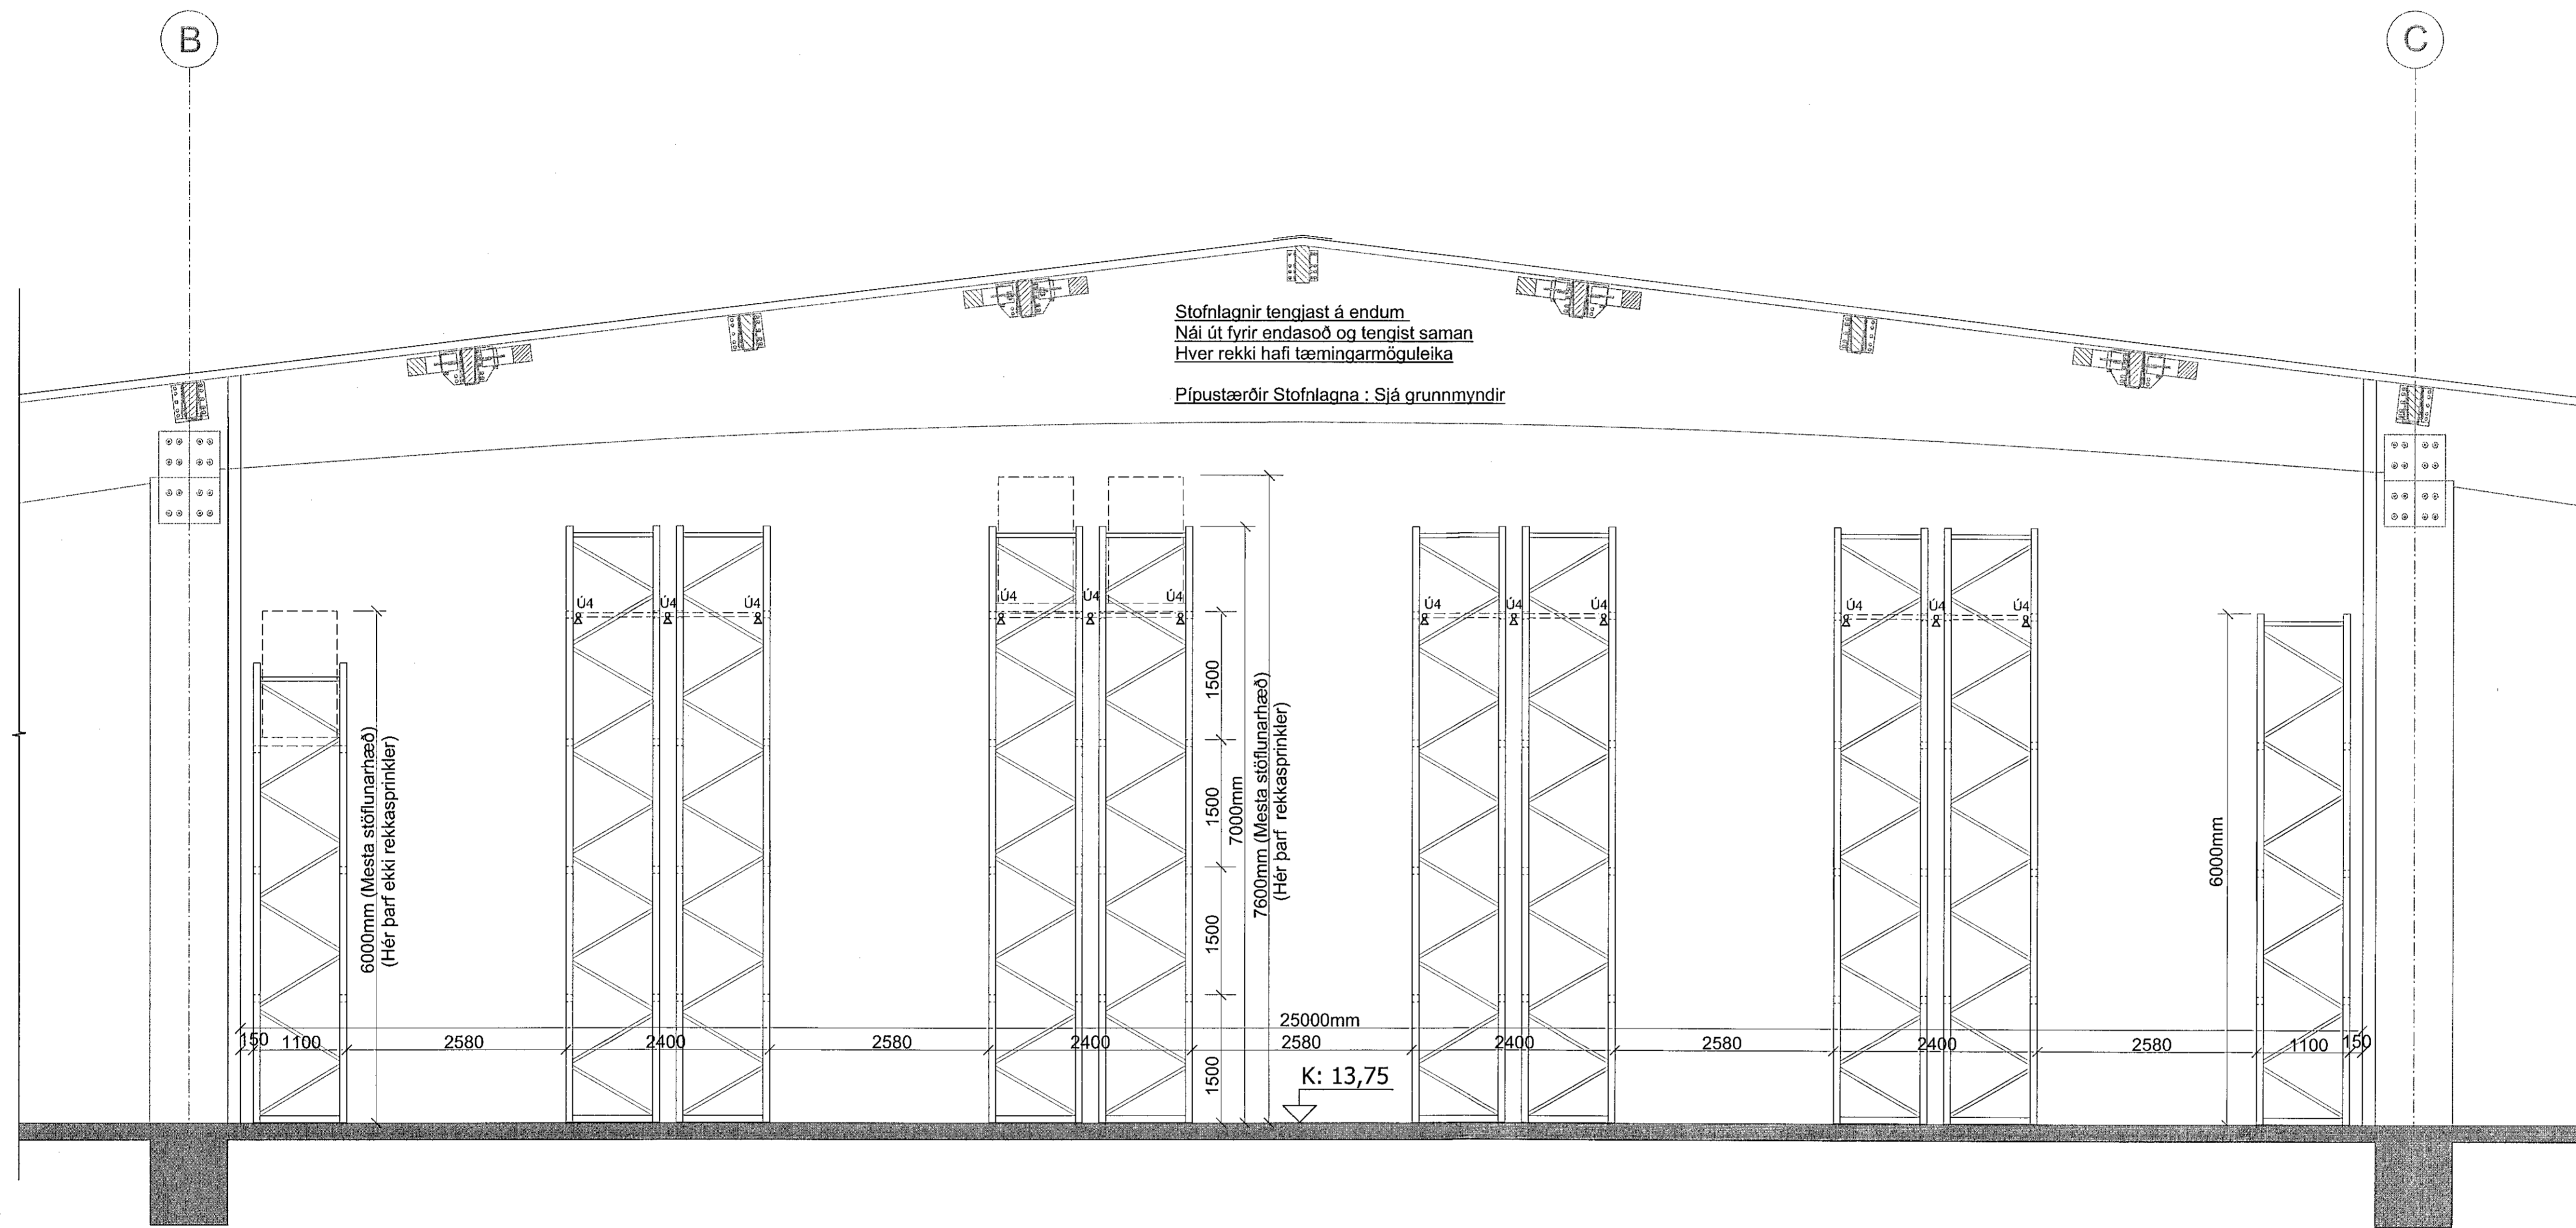 B
C
Stofnlagnir tengjast á endum
Nái út fyrir endasoð og tengist saman
Hver rekki hafi tæmingarmöguleika
Pípustærðir Stofnlagna : Sjá grunnmyndir
Ú4 Ú4 Ú4
Ú4 Ú4 Ú4
Ú4 Ú4 Ú4
Ú4 Ú4 Ú4
6000mm (Mesta stöflunarhæð)
(Hér þarf ekki rekkasprinkler)
1500
1500
1500
1500
7000mm
7600mm (Mesta stöflunarhæð)
(Hér þarf rekkasprinkler)
6000mm
25000mm
150 1100 2580 2400 2580 2400 2580 2400 2580 2400 2580 1100 150
K: 13,75